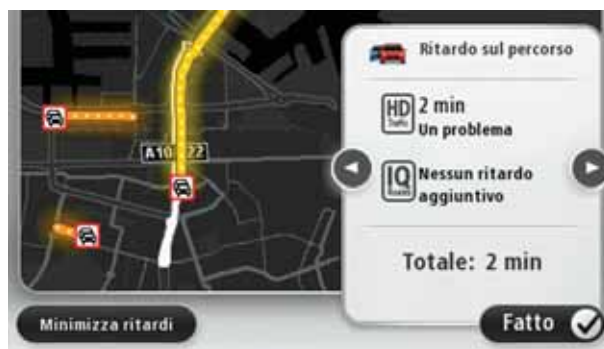 Ritardo sul percorso
HD
Traffic
2 min
Un problema
A10
E22
IQ
Routes
Nessun ritardo
aggiuntivo
Totale: 2 min
Minimizza ritardi
Fatto